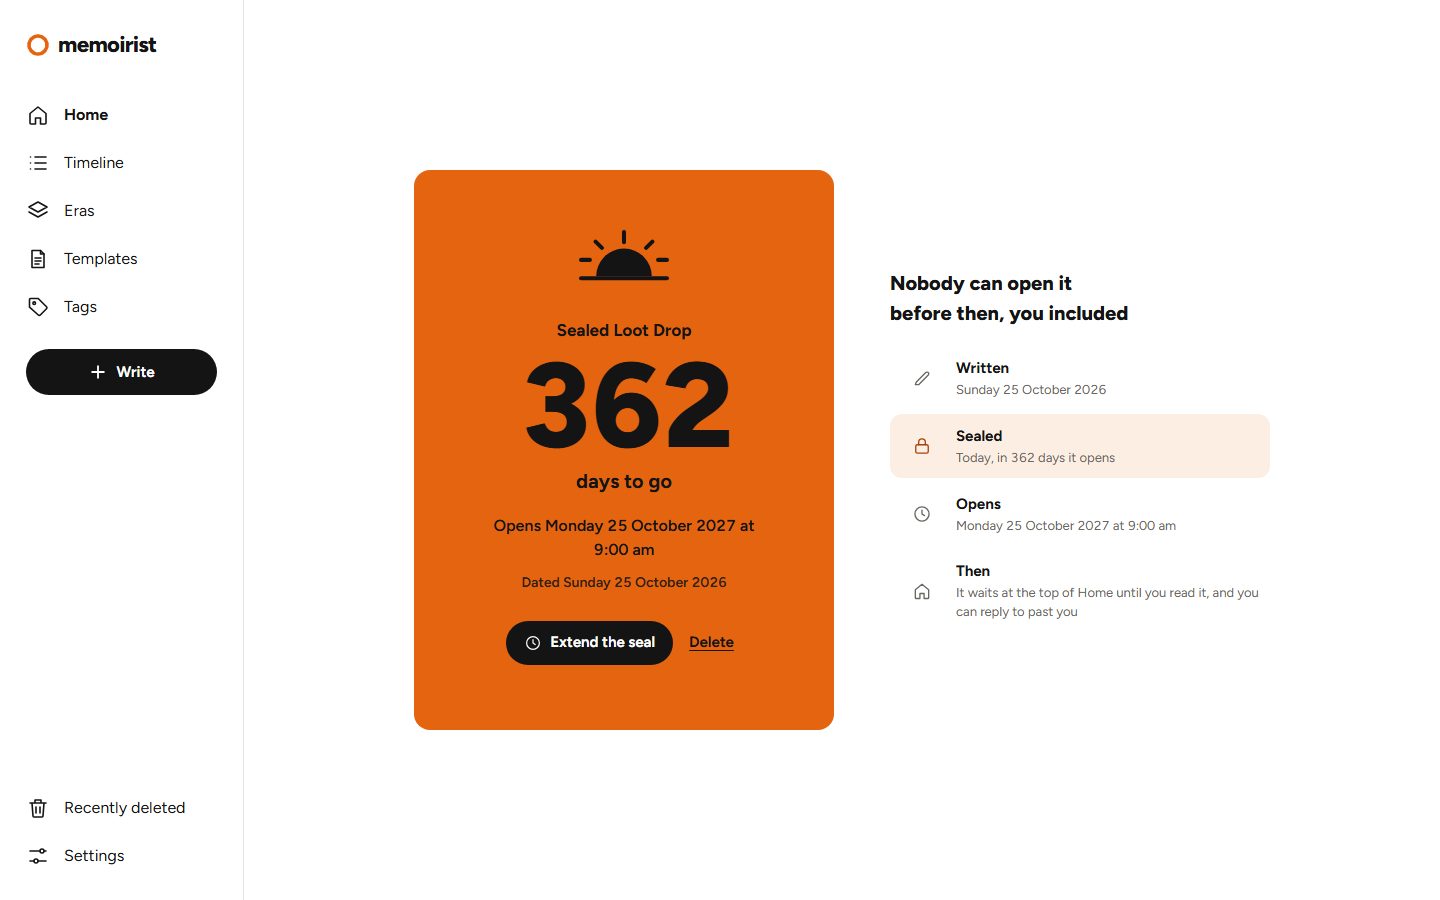 memoirist
Home
Timeline
Eras
Templates
Tags
Write
Recently deleted
Settings
Sealed Loot Drop
362
days to go
Opens Monday 25 October 2027 at
9:00 am
Dated Sunday 25 October 2026
Extend the seal
Delete
Nobody can open it
before then, you included
Written
Sunday 25 October 2026
Sealed
Today, in 362 days it opens
Opens
Monday 25 October 2027 at 9:00 am
Then
It waits at the top of Home until you read it, and you
can reply to past you